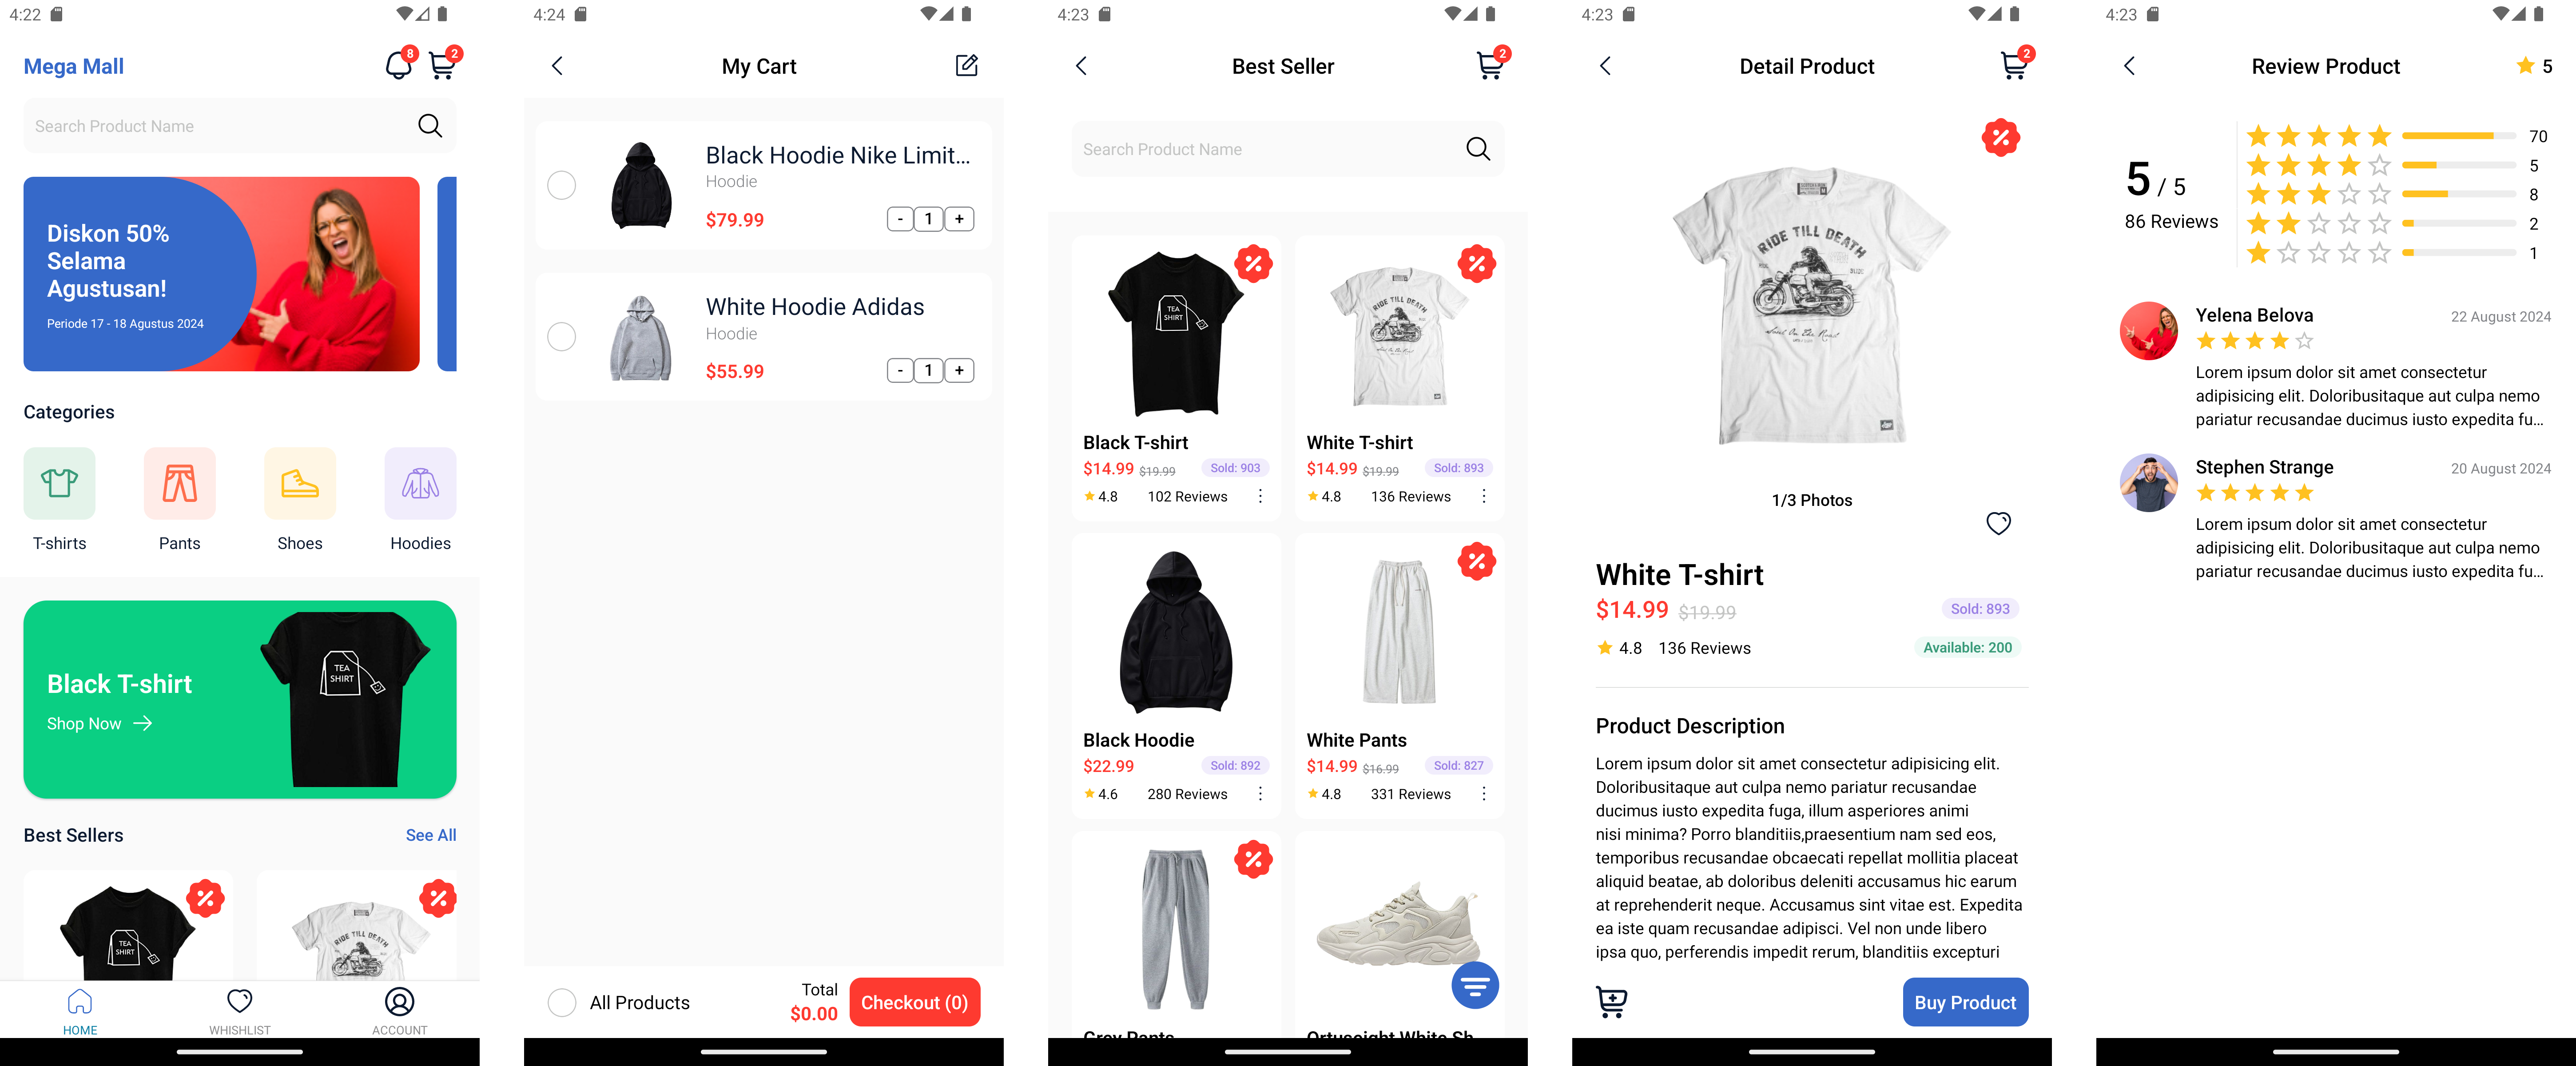 4:22
Mega Mall
8
2
Search Product Name
Diskon 50%
Selama
Agustusan!
Periode 17 - 18 Agustus 2024
Categories
T-shirts
Pants
Shoes
Hoodies
Black T-shirt
Shop Now
TEA
SHIRT
Best Sellers
See All
TEA
SHIRT
RIDE TILL DEATH
HOME
WHISHLIST
ACCOUNT
4:24
My Cart
Black Hoodie Nike Limit...
Hoodie
$79.99
- 1 +
White Hoodie Adidas
Hoodie
$55.99
- 1 +
All Products
Total
$0.00
Checkout (0)
4:23
Best Seller
2
Search Product Name
TEA
SHIRT
RIDE TILL DEATH
Black T-shirt
$14.99 $19.99 Sold: 903
4.8 102 Reviews
White T-shirt
$14.99 $19.99 Sold: 893
4.8 136 Reviews
Black Hoodie
$22.99 Sold: 892
4.6 280 Reviews
White Pants
$14.99 $16.99 Sold: 827
4.8 331 Reviews
Grey Pants
Ortuseight White Sh
4:23
Detail Product
2
RIDE TILL DEATH
1/3 Photos
White T-shirt
$14.99 $19.99
Sold: 893
4.8 136 Reviews
Available: 200
Product Description
Lorem ipsum dolor sit amet consectetur adipisicing elit.
Doloribusitaque aut culpa nemo pariatur recusandae
ducimus iusto expedita fuga, illum asperiores animi
nisi minima? Porro blanditiis,praesentium nam sed eos,
temporibus recusandae obcaecati repellat mollitia placeat
aliquid beatae, ab doloribus deleniti accusamus hic earum
at reprehenderit neque. Accusamus sint vitae est. Expedita
ea iste quam recusandae adipisci. Vel non unde libero
ipsa quo, perferendis impedit rerum, blanditiis excepturi
Buy Product
4:23
Review Product
5
5 / 5
86 Reviews
70
5
8
2
1
Yelena Belova
22 August 2024
Lorem ipsum dolor sit amet consectetur
adipisicing elit. Doloribusitaque aut culpa nemo
pariatur recusandae ducimus iusto expedita fu...
Stephen Strange
20 August 2024
Lorem ipsum dolor sit amet consectetur
adipisicing elit. Doloribusitaque aut culpa nemo
pariatur recusandae ducimus iusto expedita fu...